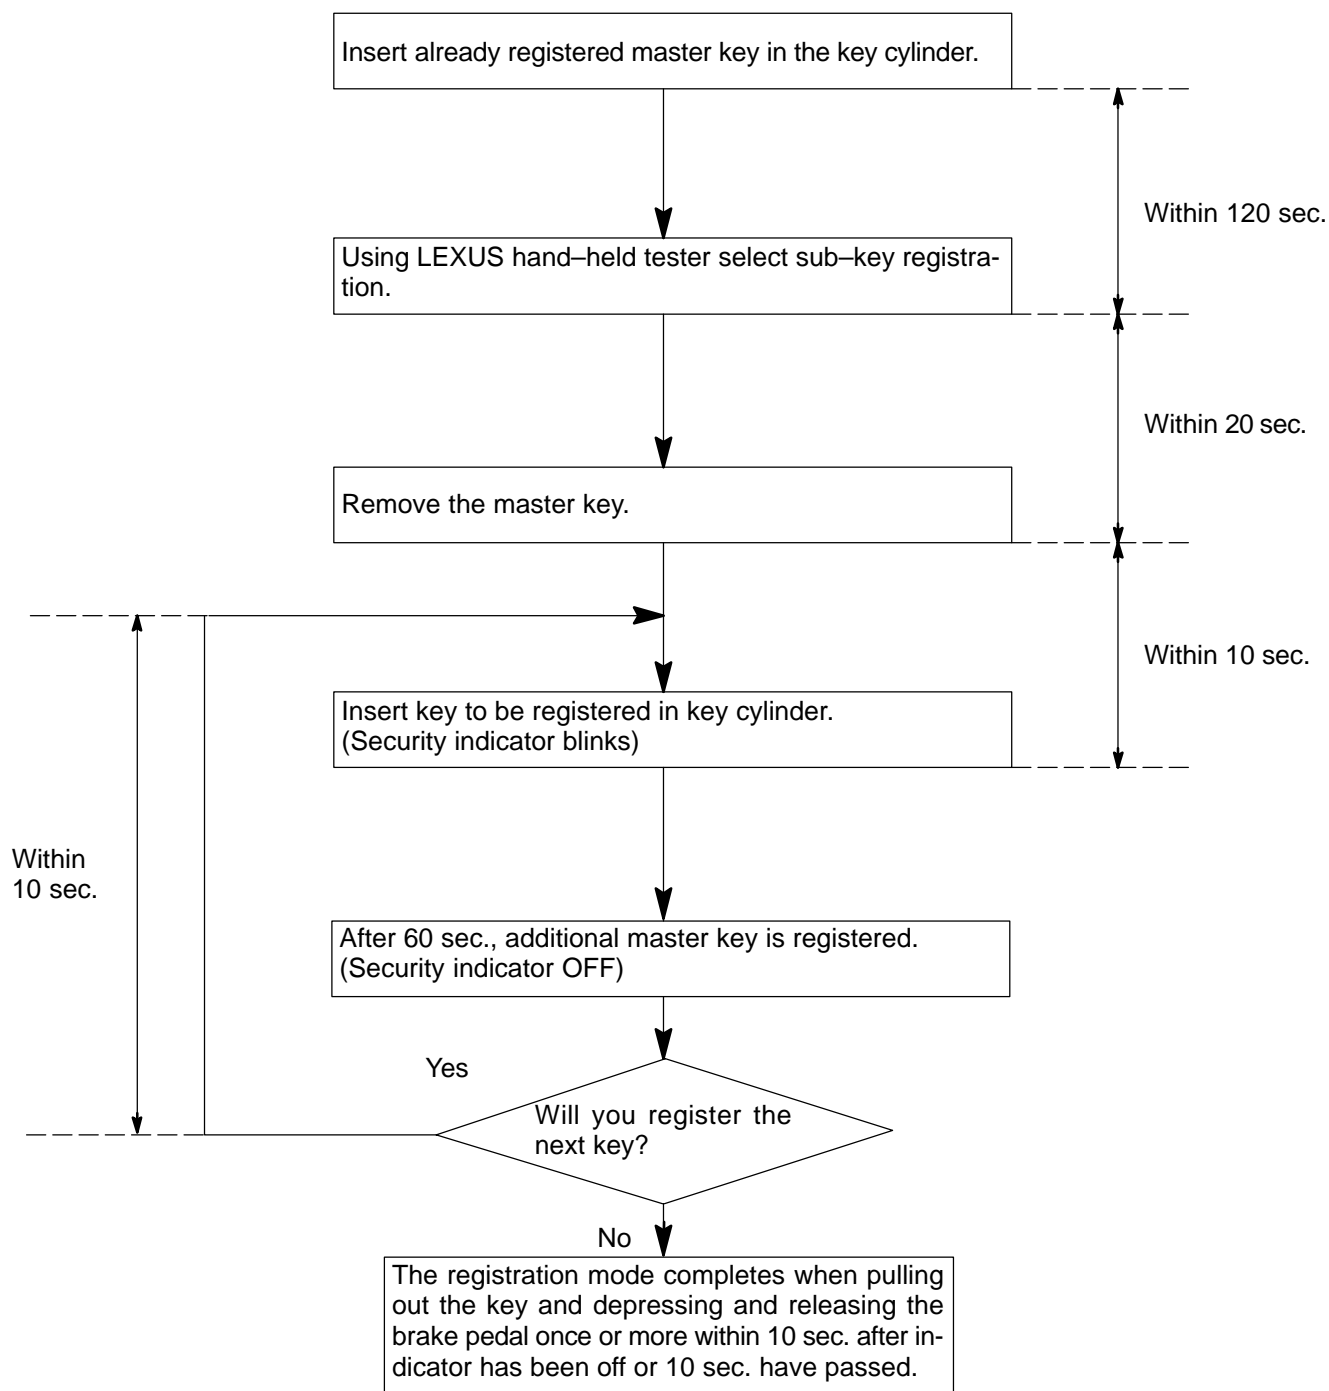 Insert already registered master key in the key cylinder.
Within 120 sec.
Using LEXUS hand–held tester select sub–key registra-
tion.
Within 20 sec.
Remove the master key.
Within 10 sec.
Insert key to be registered in key cylinder.
(Security indicator blinks)
Within
10 sec.
After 60 sec., additional master key is registered.
(Security indicator OFF)
Yes
Will you register the
next key?
No
The registration mode completes when pulling
out the key and depressing and releasing the
brake pedal once or more within 10 sec. after in-
dicator has been off or 10 sec. have passed.